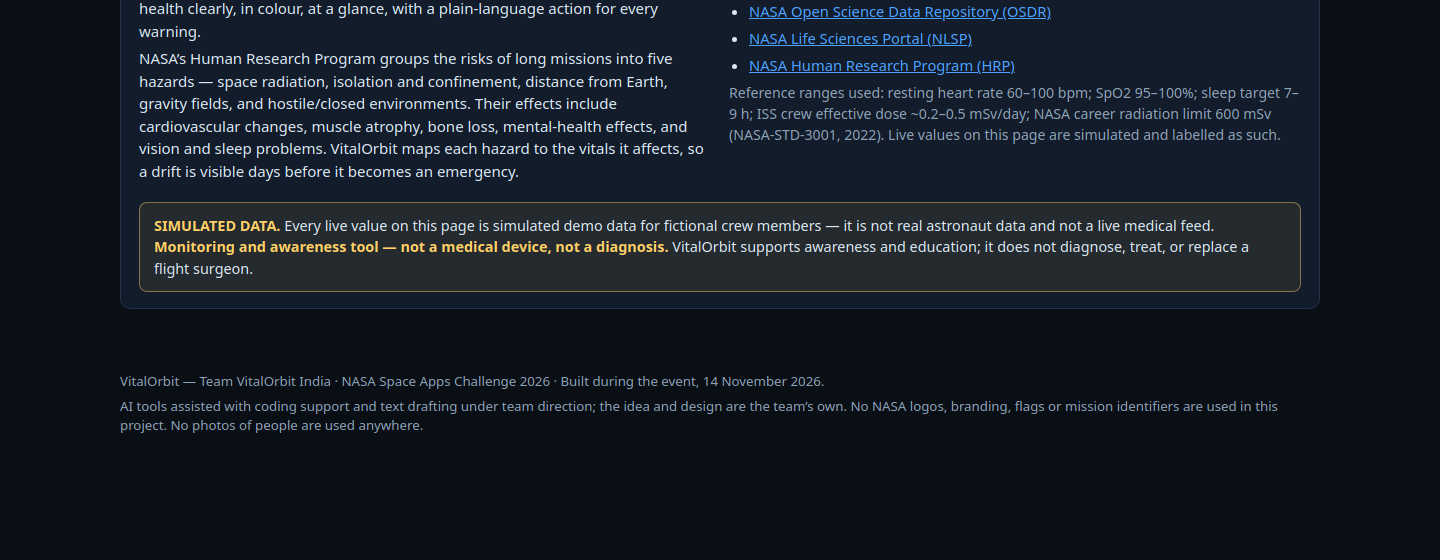 health clearly, in colour, at a glance, with a plain-language action for every
warning.
NASA’s Human Research Program groups the risks of long missions into five
hazards — space radiation, isolation and confinement, distance from Earth,
gravity fields, and hostile/closed environments. Their effects include
cardiovascular changes, muscle atrophy, bone loss, mental-health effects, and
vision and sleep problems. VitalOrbit maps each hazard to the vitals it affects, so
a drift is visible days before it becomes an emergency.
NASA Open Science Data Repository (OSDR)
NASA Life Sciences Portal (NLSP)
NASA Human Research Program (HRP)
Reference ranges used: resting heart rate 60–100 bpm; SpO2 95–100%; sleep target 7–
9 h; ISS crew effective dose ~0.2–0.5 mSv/day; NASA career radiation limit 600 mSv
(NASA-STD-3001, 2022). Live values on this page are simulated and labelled as such.
SIMULATED DATA. Every live value on this page is simulated demo data for fictional crew members — it is not real astronaut data and not a live medical feed.
Monitoring and awareness tool — not a medical device, not a diagnosis. VitalOrbit supports awareness and education; it does not diagnose, treat, or replace a
flight surgeon.
VitalOrbit — Team VitalOrbit India · NASA Space Apps Challenge 2026 · Built during the event, 14 November 2026.
AI tools assisted with coding support and text drafting under team direction; the idea and design are the team’s own. No NASA logos, branding, flags or mission identifiers are used in this
project. No photos of people are used anywhere.